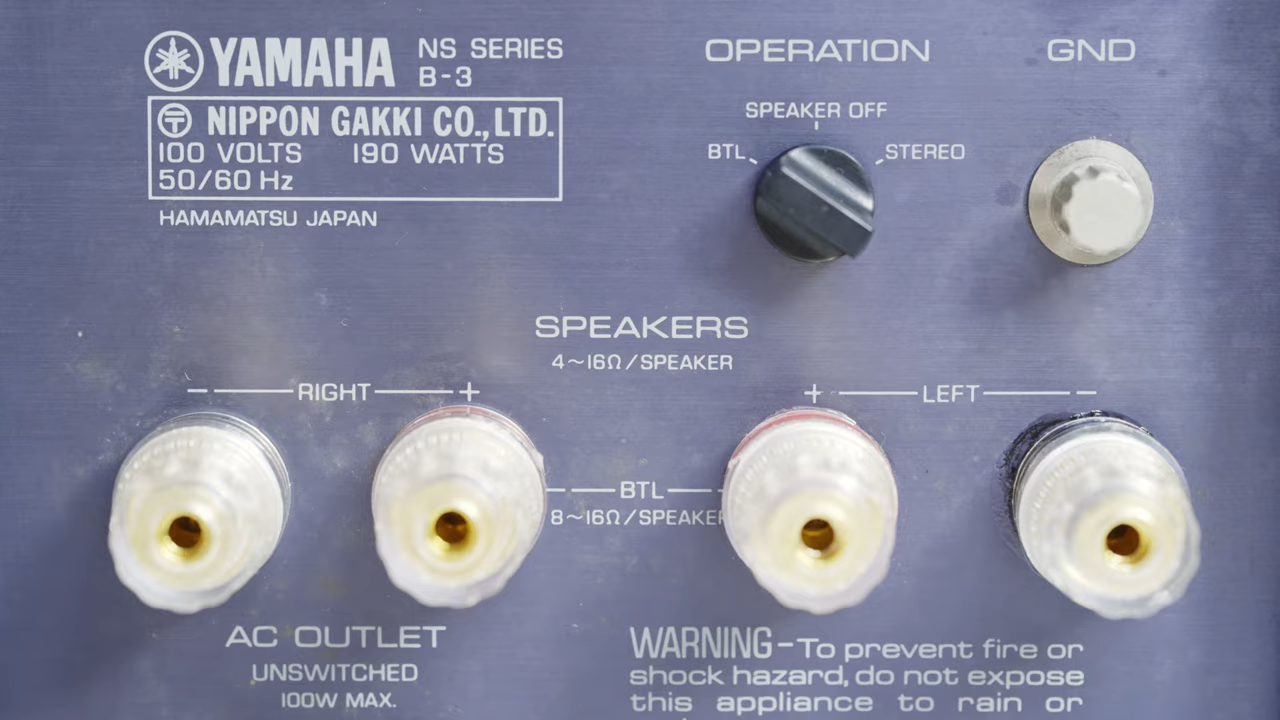 YAMAHA NS SERIES
B-3
NIPPON GAKKI CO., LTD.
100 VOLTS 190 WATTS
50/60 Hz
HAMAMATSU JAPAN
OPERATION
SPEAKER OFF
BTL STEREO
GND
SPEAKERS
4~16Ω/SPEAKER
− RIGHT +
+ LEFT −
BTL
8~16Ω/SPEAKER
AC OUTLET
UNSWITCHED
100W MAX.
WARNING-To prevent fire or
shock hazard, do not expose
this appliance to rain or